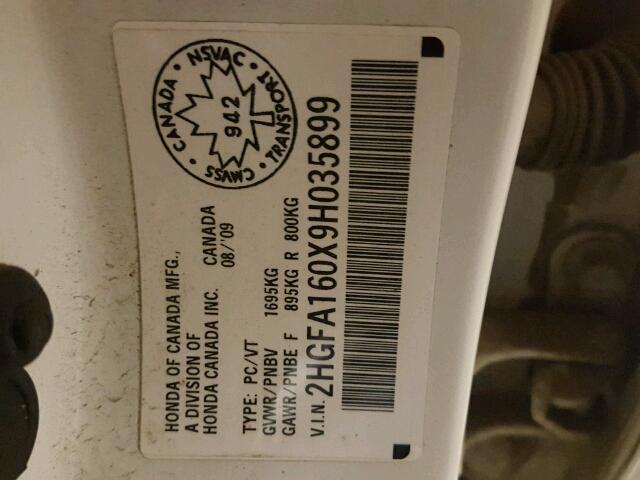 HONDA OF CANADA MFG.,
A DIVISION OF
HONDA CANADA INC. CANADA
08/'09
TYPE: PC/VT
GVWR/PNBV 1695KG
GAWR/PNBE F 895KG R 800KG
V.I.N. 2HGFA160X9H035899
CANADA • NSVAC • TRANSPORT • CMVSS •
942